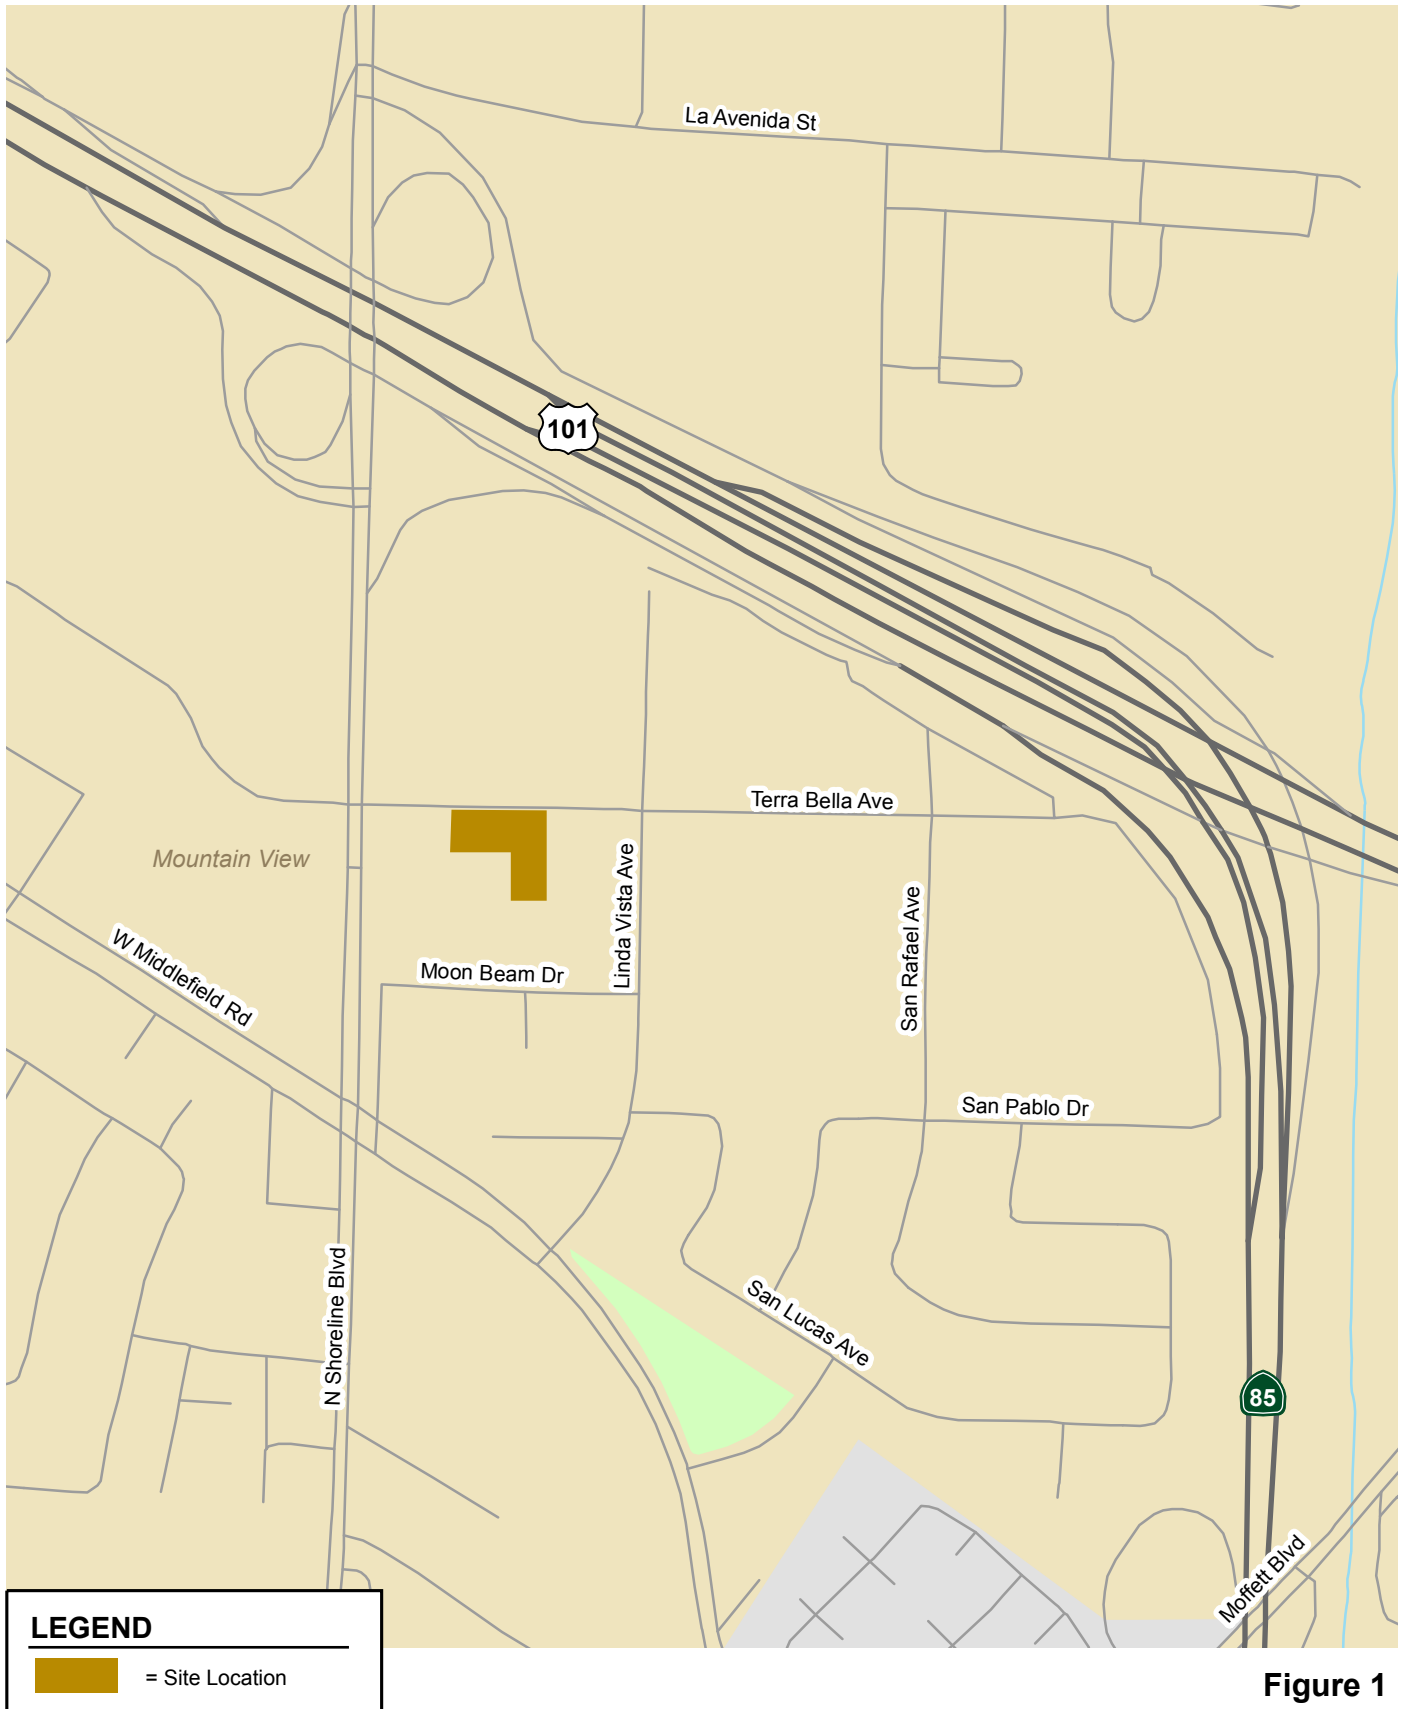 La Avenida St
101
Terra Bella Ave
Mountain View
Linda Vista Ave
San Rafael Ave
W Middlefield Rd
Moon Beam Dr
San Pablo Dr
N Shoreline Blvd
San Lucas Ave
85
Moffett Blvd
LEGEND
= Site Location
Figure 1